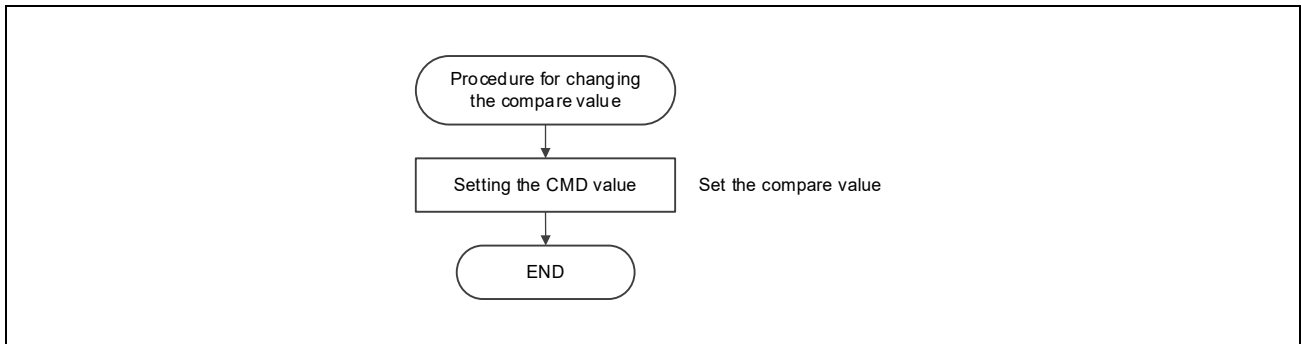 Procedure for changing
the compare value
Setting the CMD value
Set the compare value
END